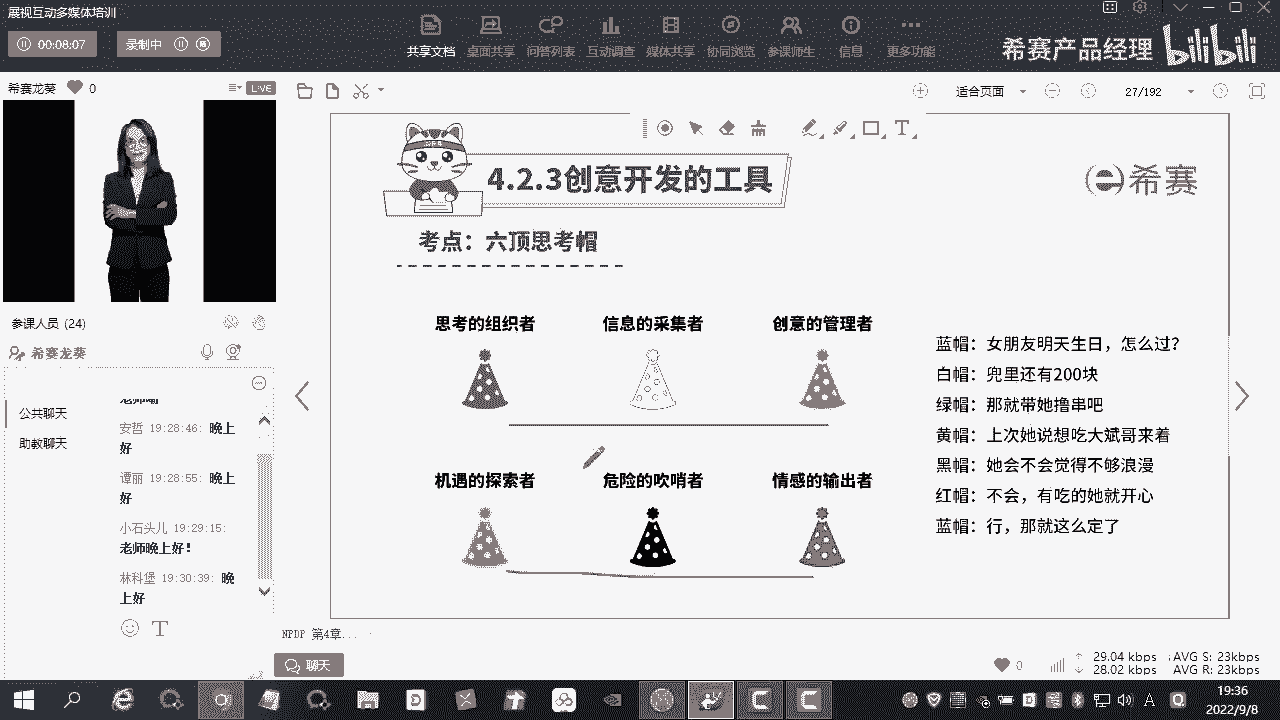 展视互动多媒体培训
00:08:07
录制中
共享文档 桌面共享 问答列表 互动调查 媒体共享 协同浏览 参课师生 信息 更多功能
希赛产品经理 bilibili
希赛龙葵 0 LIVE
适合页面 27/192
参课人员 (24)
希赛龙葵
公共聊天
助教聊天
安哲 19:28:46: 晚上
好
谭丽 19:28:55: 晚上
好
小石头儿 19:29:15:
老师晚上好!
林科堡 19:30:39: 晚
上好
4.2.3创意开发的工具
希赛
考点：六顶思考帽
思考的组织者 信息的采集者 创意的管理者
机遇的探索者 危险的吹哨者 情感的输出者
蓝帽：女朋友明天生日，怎么过？
白帽：兜里还有200块
绿帽：那就带她撸串吧
黄帽：上次她说想吃大斌哥来着
黑帽：她会不会觉得不够浪漫
红帽：不会，有吃的她就开心
蓝帽：行，那就这么定了
NPDP 第4章...
聊天
0
29.04 kbps AVG S: 23kbps
28.02 kbps AVG R: 23kbps
19:36
2022/9/8